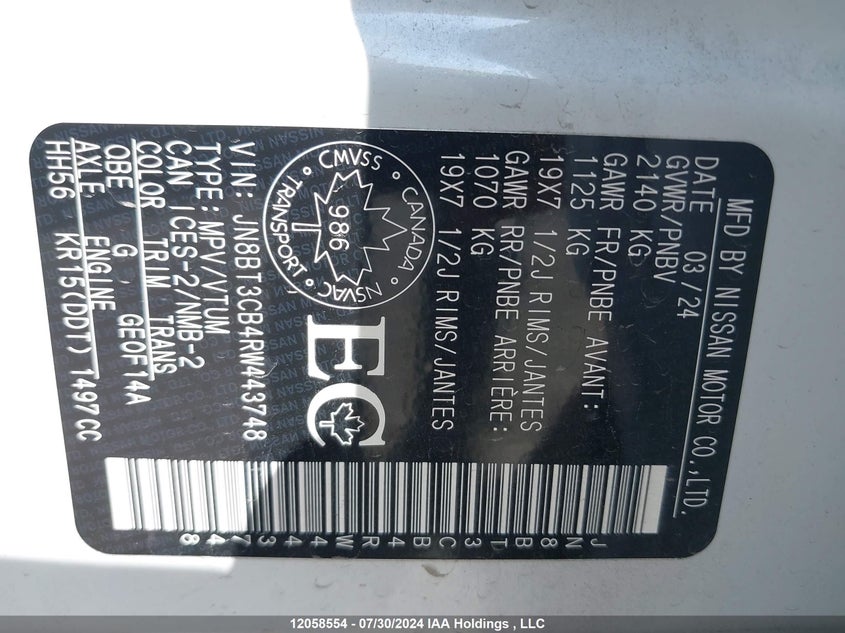 MFD BY NISSAN MOTOR CO.,LTD.
DATE 03/24
GVWR/PNBV
2140 KG
GAWR FR/PNBE AVANT:
1125 KG
19X7 1/2J RIMS/JANTES
GAWR RR/PNBE ARRIÈRE:
1070 KG
19X7 1/2J RIMS/JANTES
CANADA
CMVSS
TRANSPORT
NSVAC
986
EC
VIN: JN8BT3CB4RW443748
TYPE:MPV/VTUM
CAN ICES-2/NMB-2
COLOR TRIM TRANS
QBE G GEOF14A
AXLE ENGINE
HH56 KR15(DDT) 1497CC
JN8BT3CB4RW443748
12058554 - 07/30/2024 IAA Holdings , LLC